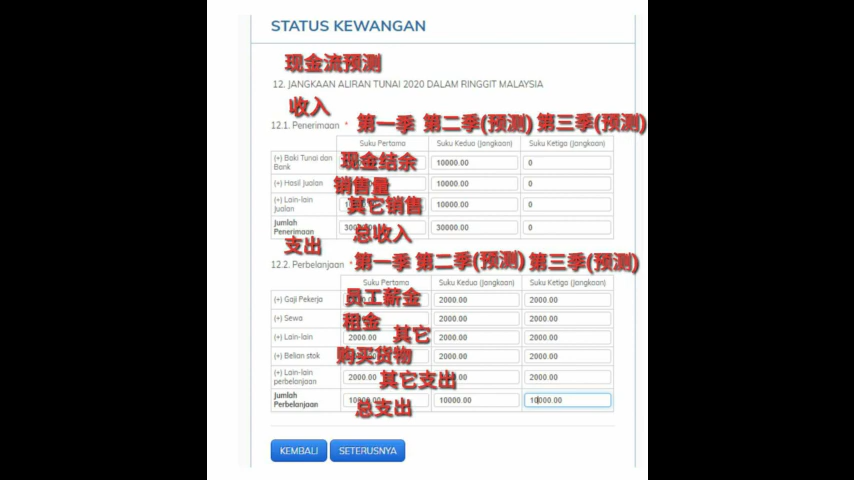 STATUS KEWANGAN
现金流预测
12. JANGKAAN ALIRAN TUNAI 2020 DALAM RINGGIT MALAYSIA
收入
12.1. Penerimaan * 第一季 第二季(预测) 第三季(预测)
Suku Pertama Suku Kedua (Jangkaan) Suku Ketiga (Jangkaan)
(+) Baki Tunai dan Bank 现金结余 10000.00 0
(+) Hasil Jualan 销售量 10000.00 0
(+) Lain-lain Jualan 其它销售 10000.00 0
Jumlah Penerimaan 总收入 30000.00 0
支出
12.2. Perbelanjaan * 第一季 第二季(预测) 第三季(预测)
Suku Pertama Suku Kedua (Jangkaan) Suku Ketiga (Jangkaan)
(+) Gaji Pekerja 员工薪金 2000.00 2000.00
(+) Sewa 租金 2000.00 2000.00
(+) Lain-lain 2000.00 其它 2000.00 2000.00
(+) Belian stok 购买货物 2000.00 2000.00
(+) Lain-lain perbelanjaan 2000.00 其它支出 2000.00 2000.00
Jumlah Perbelanjaan 总支出 10000.00 10000.00
KEMBALI SETERUSNYA